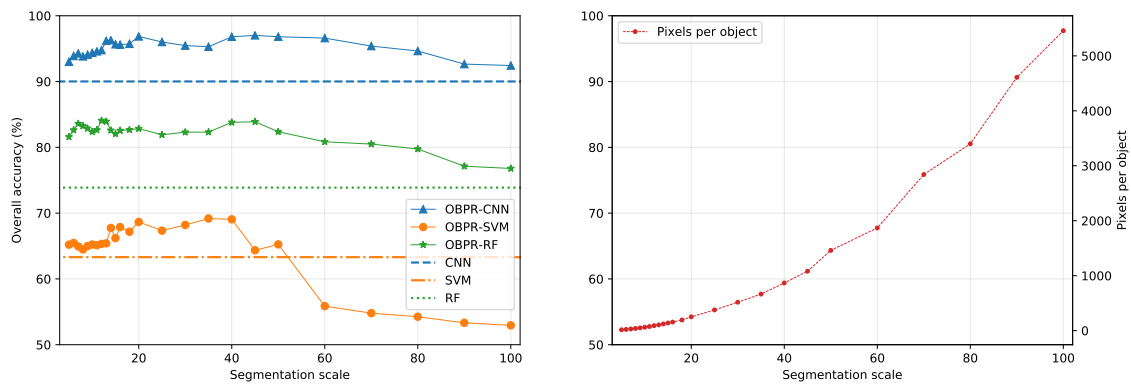 100
90
80
70
60
50
Overall accuracy (%)
20
40
60
80
100
Segmentation scale
OBPR-CNN
OBPR-SVM
OBPR-RF
CNN
SVM
RF
100
90
80
70
60
50
Pixels per object
20
40
60
80
100
Segmentation scale
5000
4000
3000
2000
1000
0
Pixels per object